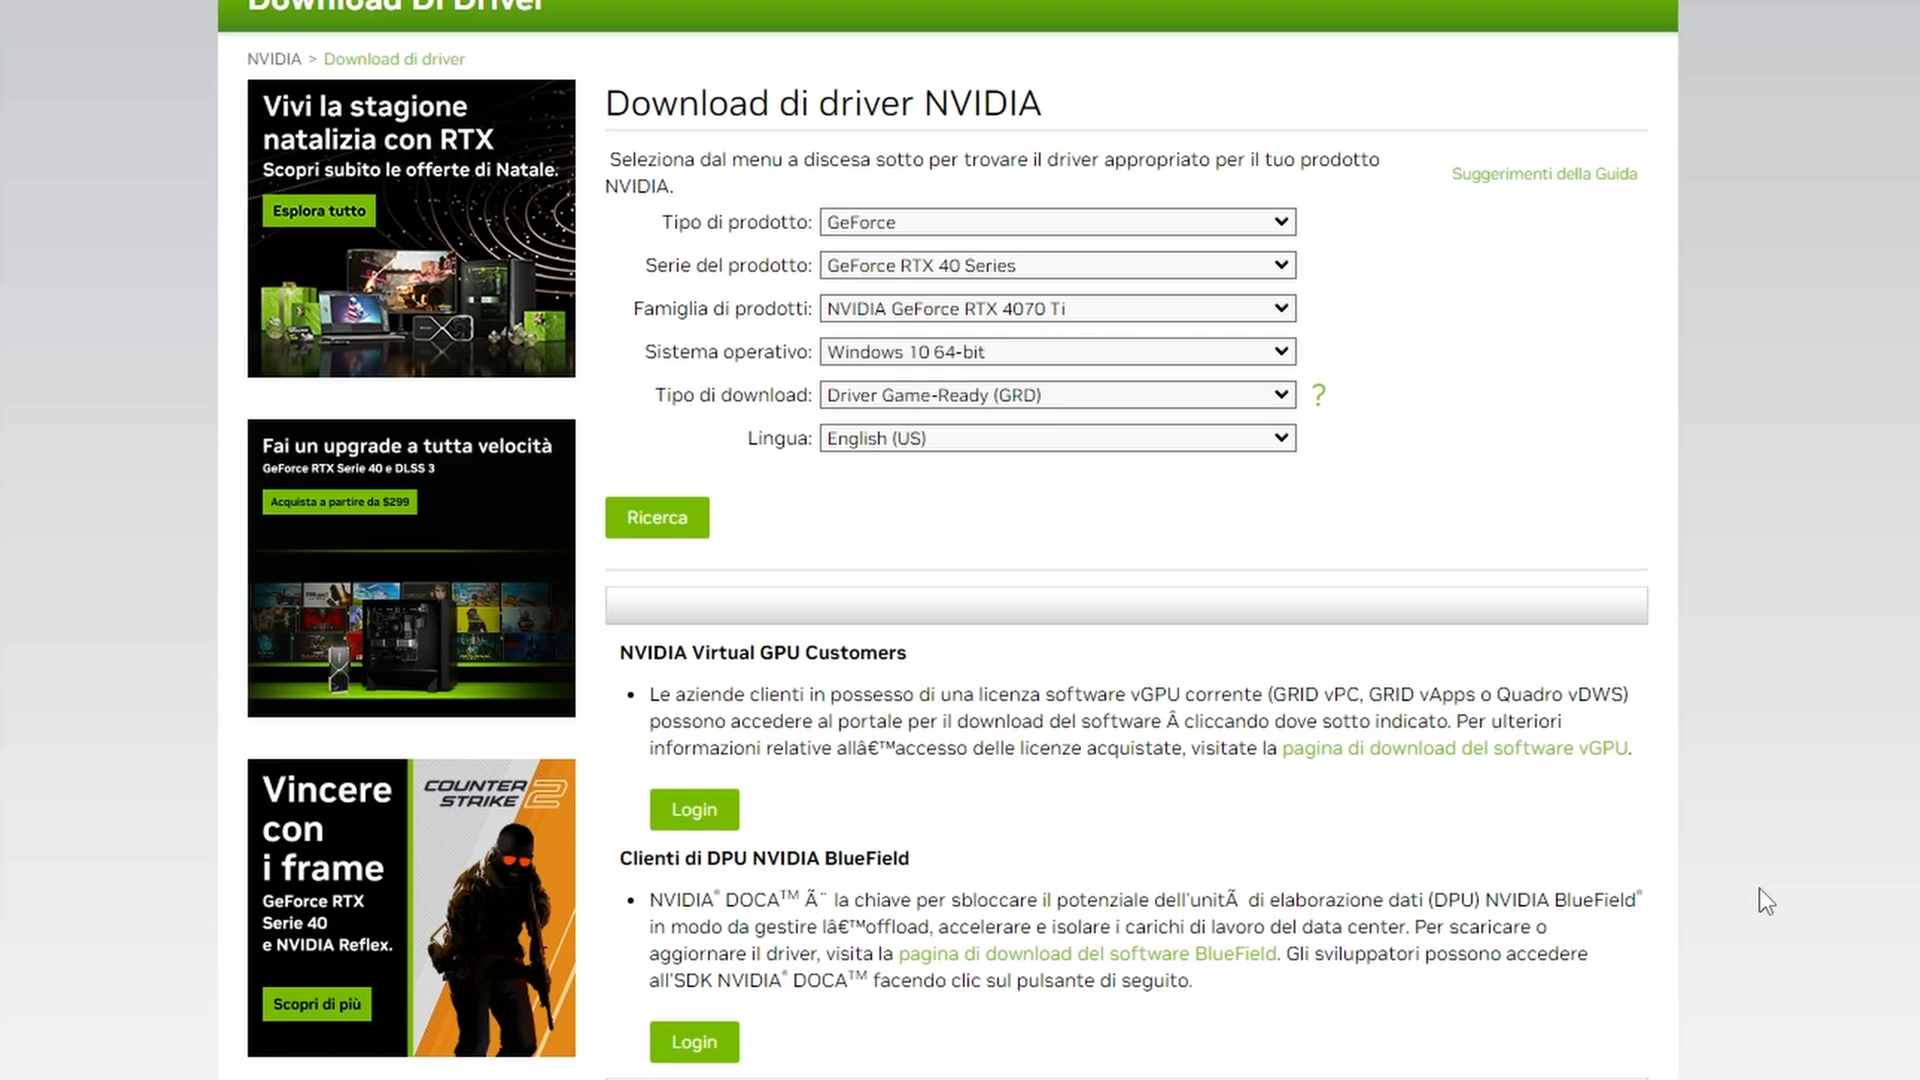 Download Di Driver
NVIDIA > Download di driver
Vivi la stagione
natalizia con RTX
Scopri subito le offerte di Natale.
Esplora tutto
Fai un upgrade a tutta velocità
GeForce RTX Serie 40 e DLSS 3
Acquista a partire da $299
Vincere
con
i frame
GeForce RTX
Serie 40
e NVIDIA Reflex.
Scopri di più
COUNTER
STRIKE 2
Download di driver NVIDIA
Seleziona dal menu a discesa sotto per trovare il driver appropriato per il tuo prodotto
NVIDIA.
Suggerimenti della Guida
Tipo di prodotto: GeForce
Serie del prodotto: GeForce RTX 40 Series
Famiglia di prodotti: NVIDIA GeForce RTX 4070 Ti
Sistema operativo: Windows 10 64-bit
Tipo di download: Driver Game-Ready (GRD) ?
Lingua: English (US)
Ricerca
NVIDIA Virtual GPU Customers
• Le aziende clienti in possesso di una licenza software vGPU corrente (GRID vPC, GRID vApps o Quadro vDWS)
possono accedere al portale per il download del software Â cliccando dove sotto indicato. Per ulteriori
informazioni relative allâ€™accesso delle licenze acquistate, visitate la pagina di download del software vGPU.
Login
Clienti di DPU NVIDIA BlueField
• NVIDIA® DOCA™ Ã¨ la chiave per sbloccare il potenziale dell'unitÃ di elaborazione dati (DPU) NVIDIA BlueField®
in modo da gestire lâ€™offload, accelerare e isolare i carichi di lavoro del data center. Per scaricare o
aggiornare il driver, visita la pagina di download del software BlueField. Gli sviluppatori possono accedere
all'SDK NVIDIA® DOCA™ facendo clic sul pulsante di seguito.
Login